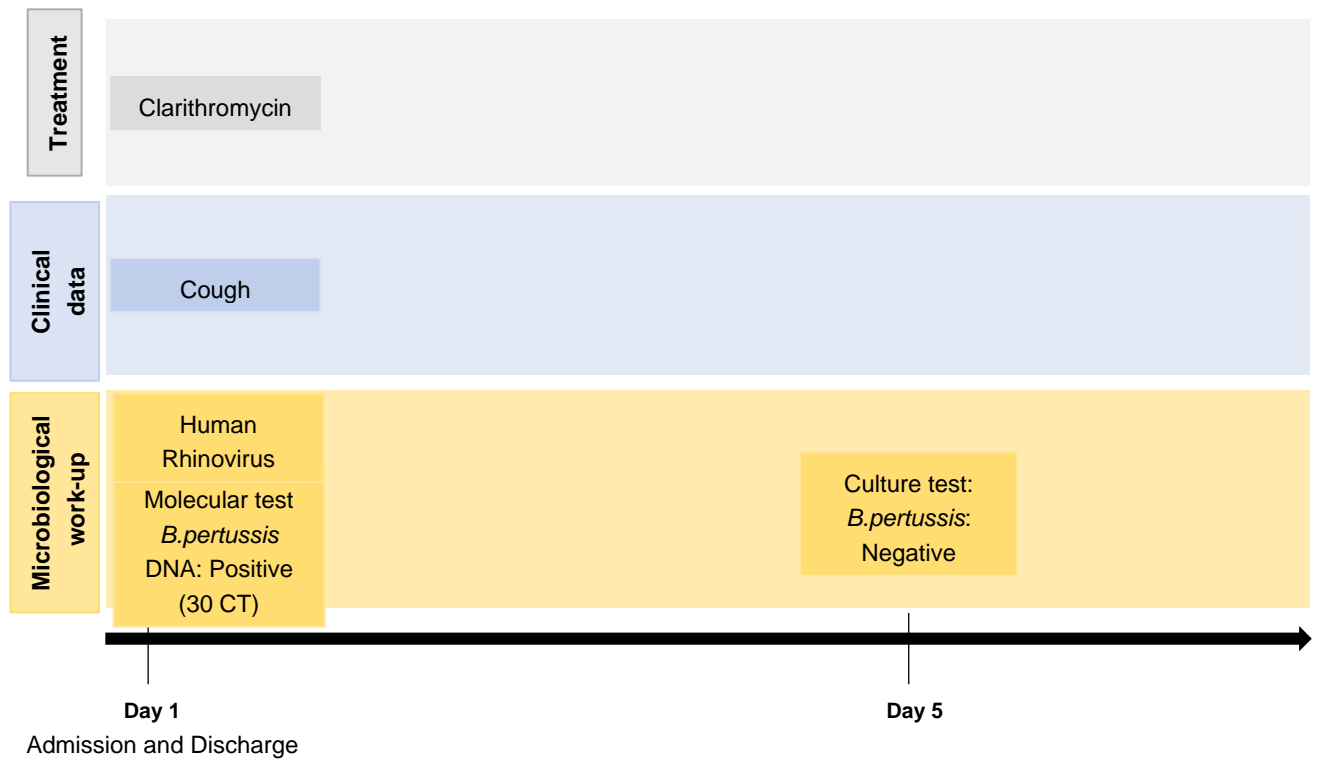 Treatment
Clarithromycin
Clinical
data
Cough
Microbiological
work-up
Human
Rhinovirus
Molecular test
B.pertussis
DNA: Positive
(30 CT)
Culture test:
B.pertussis:
Negative
Day 1
Admission and Discharge
Day 5